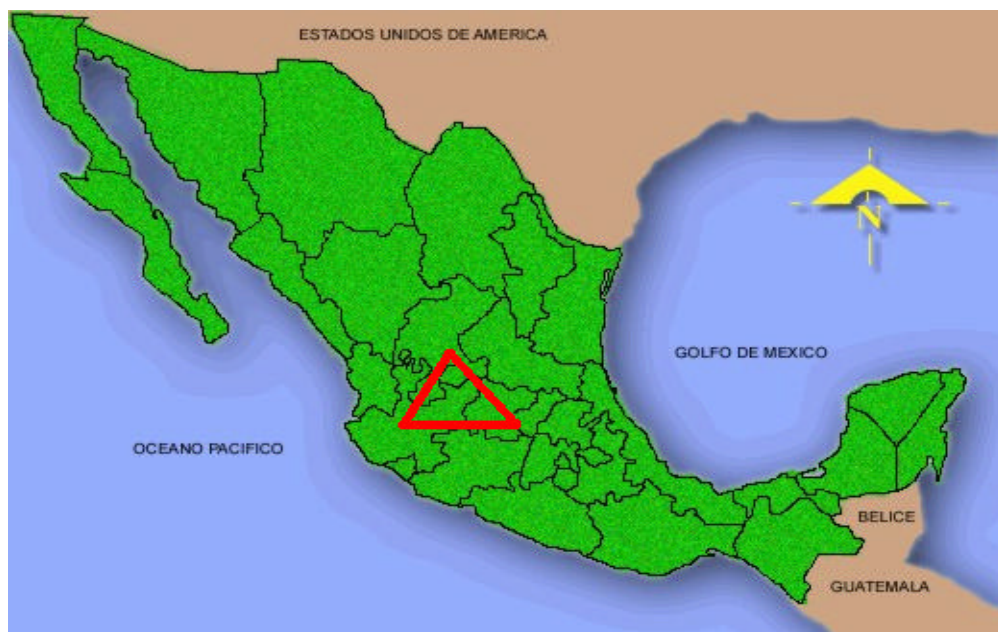 ESTADOS UNIDOS DE AMERICA
N
GOLFO DE MEXICO
OCEANO PACIFICO
BELICE
GUATEMALA